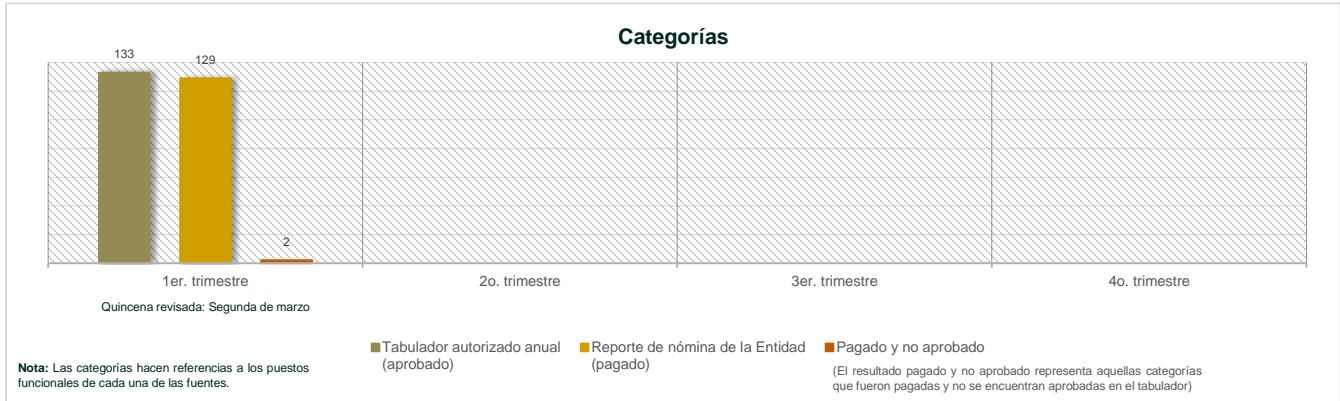 Categorías
133
129
2
1er. trimestre
2o. trimestre
3er. trimestre
4o. trimestre
Quincena revisada: Segunda de marzo
Tabulador autorizado anual
(aprobado)
Reporte de nómina de la Entidad
(pagado)
Pagado y no aprobado
(El resultado pagado y no aprobado representa aquellas categorías
que fueron pagadas y no se encuentran aprobadas en el tabulador)
Nota: Las categorías hacen referencias a los puestos
funcionales de cada una de las fuentes.